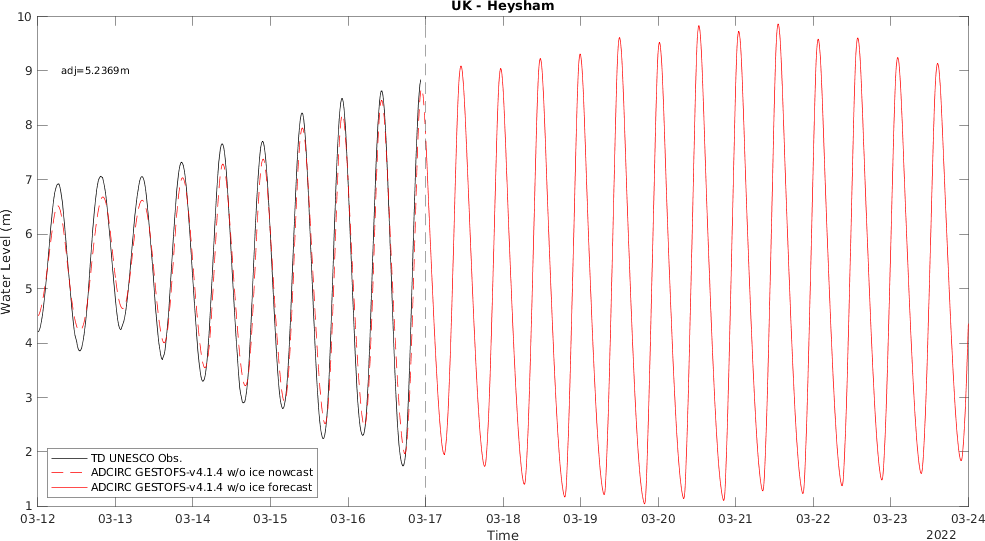 UK - Heysham
adj=5.2369m
10
9
8
7
6
5
4
3
2
1
Water Level (m)
TD UNESCO Obs.
ADCIRC GESTOFS-v4.1.4 w/o ice nowcast
ADCIRC GESTOFS-v4.1.4 w/o ice forecast
03-12 03-13 03-14 03-15 03-16 03-17 03-18 03-19 03-20 03-21 03-22 03-23 03-24
Time
2022